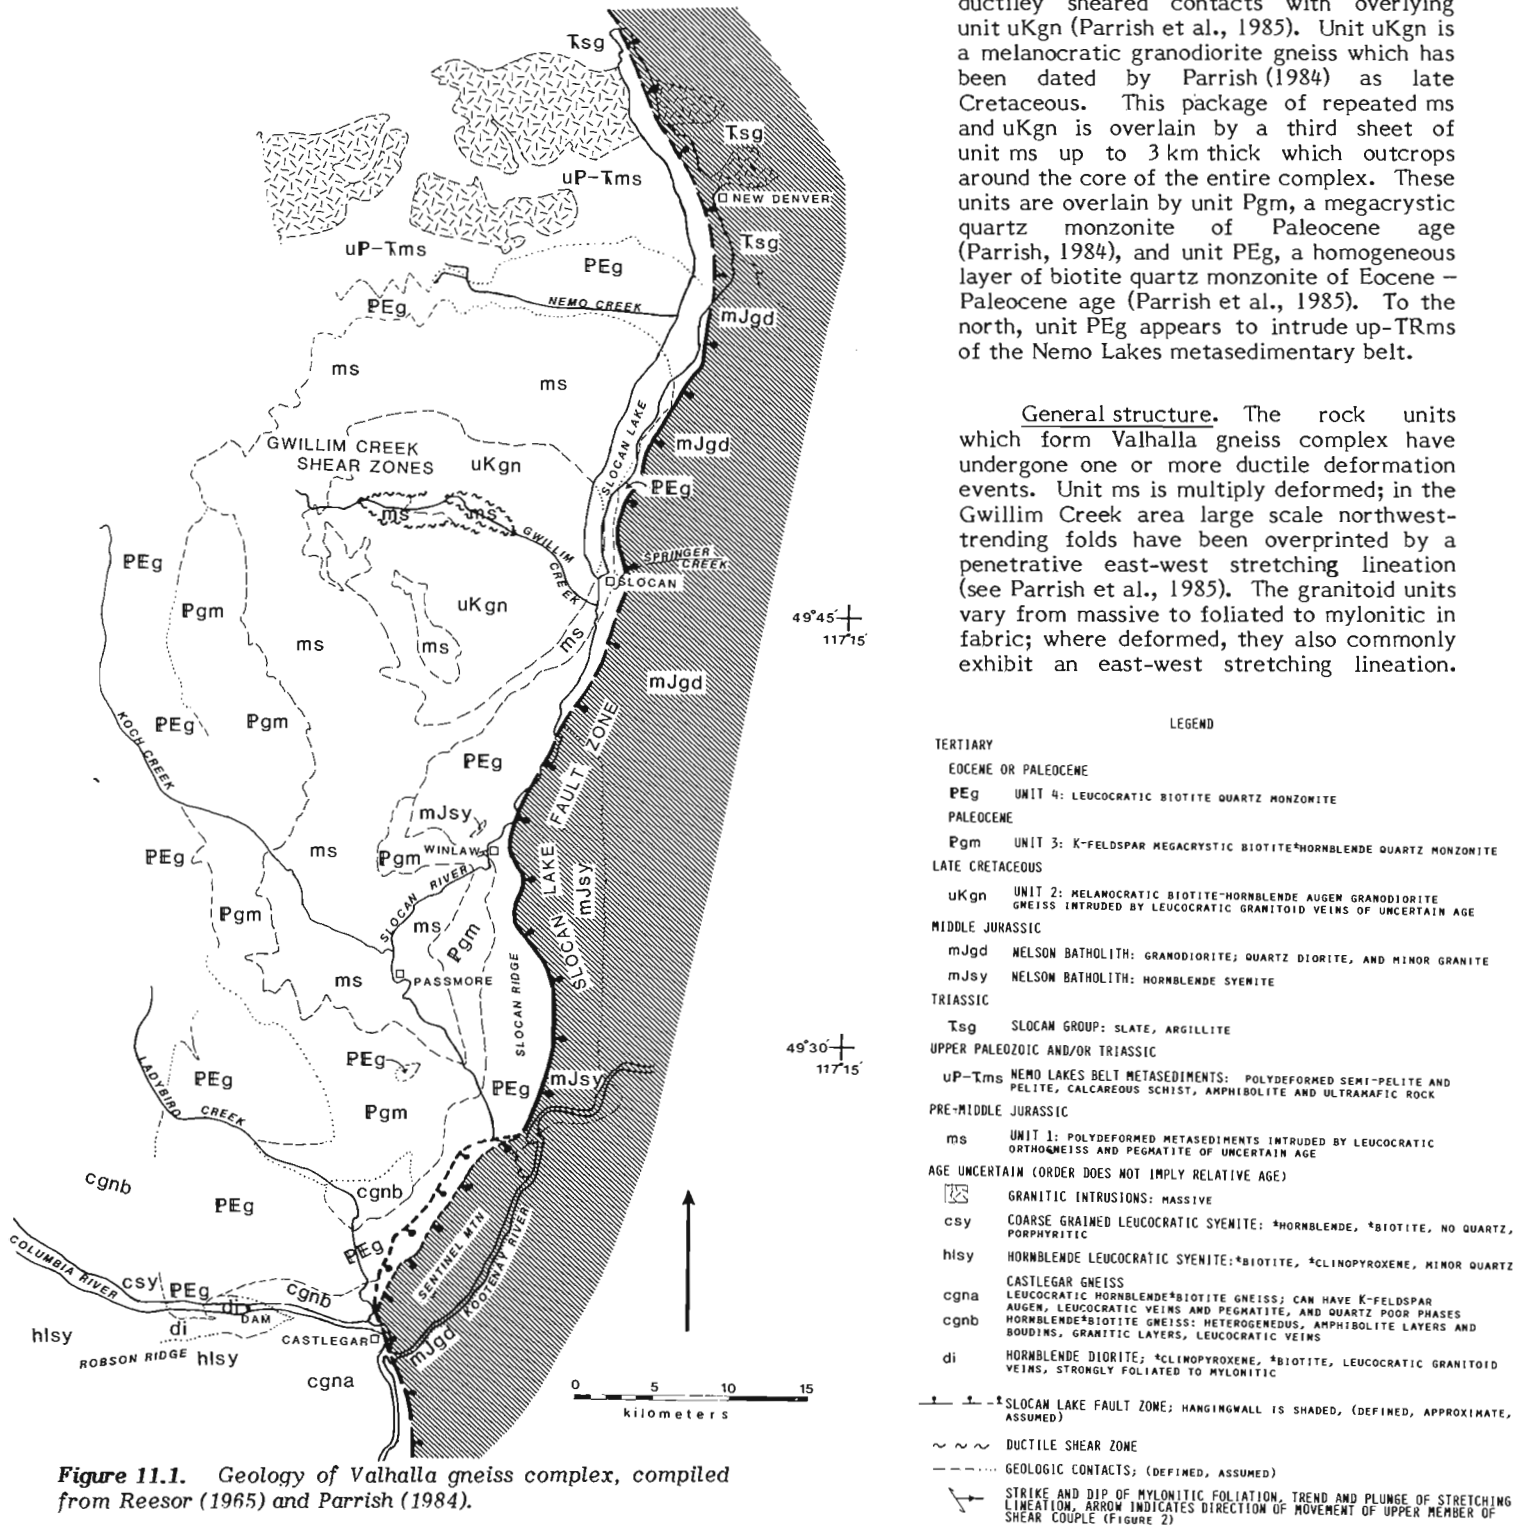 ductiley sheared contacts with overlying
unit uKgn (Parrish et al., 1985). Unit uKgn is
a melanocratic granodiorite gneiss which has
been dated by Parrish (1984) as late
Cretaceous. This package of repeated ms
and uKgn is overlain by a third sheet of
unit ms up to 3 km thick which outcrops
around the core of the entire complex. These
units are overlain by unit Pgm, a megacrystic
quartz monzonite of Paleocene age
(Parrish, 1984), and unit PEg, a homogeneous
layer of biotite quartz monzonite of Eocene –
Paleocene age (Parrish et al., 1985). To the
north, unit PEg appears to intrude up-TRms
of the Nemo Lakes metasedimentary belt.
General structure. The rock units
which form Valhalla gneiss complex have
undergone one or more ductile deformation
events. Unit ms is multiply deformed; in the
Gwillim Creek area large scale northwest-
trending folds have been overprinted by a
penetrative east-west stretching lineation
(see Parrish et al., 1985). The granitoid units
vary from massive to foliated to mylonitic in
fabric; where deformed, they also commonly
exhibit an east-west stretching lineation.
Ŧsg
Ŧsg
uP-Ŧms
NEW DENVER
Ŧsg
uP-Ŧms
PEg
NEMO CREEK
PEg
mJgd
ms
ms
SLOCAN LAKE
GWILLIM CREEK
SHEAR ZONES
uKgn
mJgd
PEg
ms
ms
GWILLIM
CREEK
SPRINGER
CREEK
SLOCAN
PEg
Pgm
uKgn
ms
ms
ms
49°45'
117°15'
mJgd
KOCH CREEK
PEg
Pgm
PEg
SLOCAN LAKE FAULT ZONE
mJsy
PEg
ms
Pgm
WINLAW
mJsy
SLOCAN RIVER
Pgm
ms
Pgm
ms
PASSMORE
SLOCAN RIDGE
49°30'
117°15'
LADYBIRD
CREEK
PEg
PEg
Pgm
PEg
mJsy
cgnb
PEg
cgnb
PEg
SENTINEL MTN
KOOTENAY RIVER
COLUMBIA RIVER
csy
PEg
cgnb
di
DAM
di
CASTLEGAR
mJgd
hlsy
ROBSON RIDGE
hlsy
cgna
0 5 10 15
kilometers
LEGEND
TERTIARY
EOCENE OR PALEOCENE
PEg UNIT 4: LEUCOCRATIC BIOTITE QUARTZ MONZONITE
PALEOCENE
Pgm UNIT 3: K-FELDSPAR MEGACRYSTIC BIOTITE±HORNBLENDE QUARTZ MONZONITE
LATE CRETACEOUS
uKgn UNIT 2: MELANOCRATIC BIOTITE-HORNBLENDE AUGEN GRANODIORITE
GNEISS INTRUDED BY LEUCOCRATIC GRANITOID VEINS OF UNCERTAIN AGE
MIDDLE JURASSIC
mJgd NELSON BATHOLITH: GRANODIORITE; QUARTZ DIORITE, AND MINOR GRANITE
mJsy NELSON BATHOLITH: HORNBLENDE SYENITE
TRIASSIC
Ŧsg SLOCAN GROUP: SLATE, ARGILLITE
UPPER PALEOZOIC AND/OR TRIASSIC
uP-Ŧms NEMO LAKES BELT METASEDIMENTS: POLYDEFORMED SEMI-PELITE AND
PELITE, CALCAREOUS SCHIST, AMPHIBOLITE AND ULTRAMAFIC ROCK
PRE-MIDDLE JURASSIC
ms UNIT 1: POLYDEFORMED METASEDIMENTS INTRUDED BY LEUCOCRATIC
ORTHOGNEISS AND PEGMATITE OF UNCERTAIN AGE
AGE UNCERTAIN (ORDER DOES NOT IMPLY RELATIVE AGE)
GRANITIC INTRUSIONS: MASSIVE
csy COARSE GRAINED LEUCOCRATIC SYENITE: ±HORNBLENDE, ±BIOTITE, NO QUARTZ,
PORPHYRITIC
hlsy HORNBLENDE LEUCOCRATIC SYENITE:±BIOTITE, ±CLINOPYROXENE, MINOR QUARTZ
CASTLEGAR GNEISS
cgna LEUCOCRATIC HORNBLENDE±BIOTITE GNEISS; CAN HAVE K-FELDSPAR
AUGEN, LEUCOCRATIC VEINS AND PEGMATITE, AND QUARTZ POOR PHASES
cgnb HORNBLENDE±BIOTITE GNEISS: HETEROGENEDUS, AMPHIBOLITE LAYERS AND
BOUDINS, GRANITIC LAYERS, LEUCOCRATIC VEINS
di HORNBLENDE DIORITE; ±CLINOPYROXENE, ±BIOTITE, LEUCOCRATIC GRANITOID
VEINS, STRONGLY FOLIATED TO MYLONITIC
SLOCAN LAKE FAULT ZONE; HANGINGWALL IS SHADED, (DEFINED, APPROXIMATE,
ASSUMED)
DUCTILE SHEAR ZONE
GEOLOGIC CONTACTS; (DEFINED, ASSUMED)
STRIKE AND DIP OF MYLONITIC FOLIATION, TREND AND PLUNGE OF STRETCHING
LINEATION, ARROW INDICATES DIRECTION OF MOVEMENT OF UPPER MEMBER OF
SHEAR COUPLE (FIGURE 2)
Figure 11.1. Geology of Valhalla gneiss complex, compiled
from Reesor (1965) and Parrish (1984).